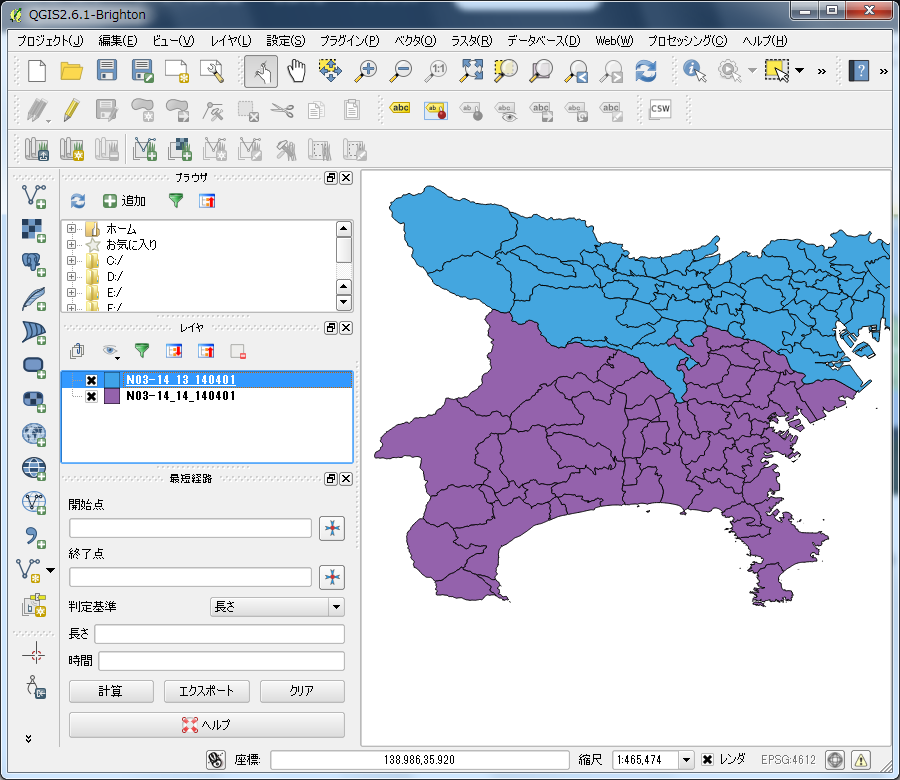 QGIS2.6.1-Brighton
プロジェクト(J) 編集(E) ビュー(V) レイヤ(L) 設定(S) プラグイン(P) ベクタ(O) ラスタ(R) データベース(D) Web(W) プロセッシング(C) ヘルプ(H)
1:1 » ? »
abc CSW
ブラウザ
追加
ホーム
お気に入り
C:/
D:/
E:/
F:/
レイヤ
N03-14_13_140401
N03-14_14_140401
最短経路
開始点
終了点
判定基準 長さ
長さ
時間
計算 エクスポート クリア
ヘルプ
座標: 138.986,35.920 縮尺 1:465,474 レンダ EPSG:4612